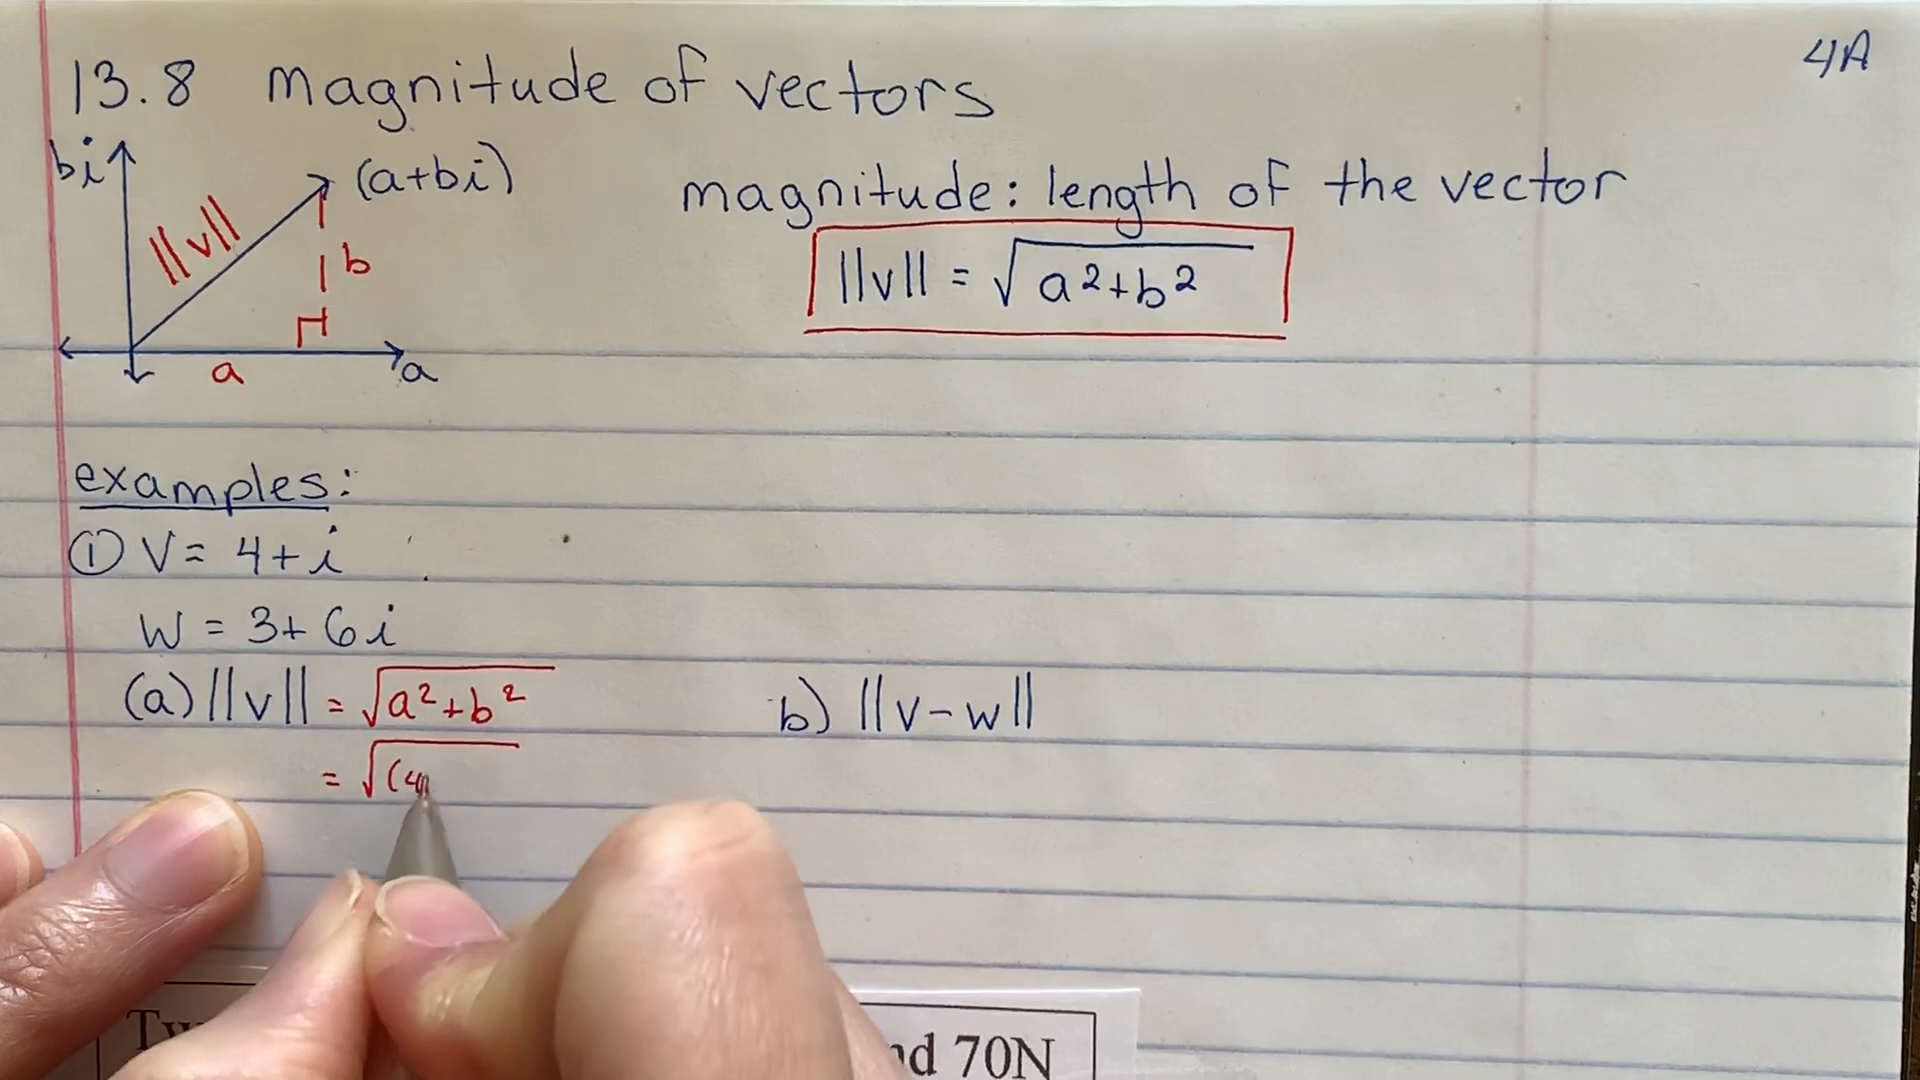 4A
13.8 magnitude of vectors
bi
(a+bi)
||v||
b
a
a
magnitude: length of the vector
||v|| = √a²+b²
examples:
① V = 4 + i
W = 3 + 6i
(a) ||v|| = √a²+b²
= √(4
b) ||v-w||
70N